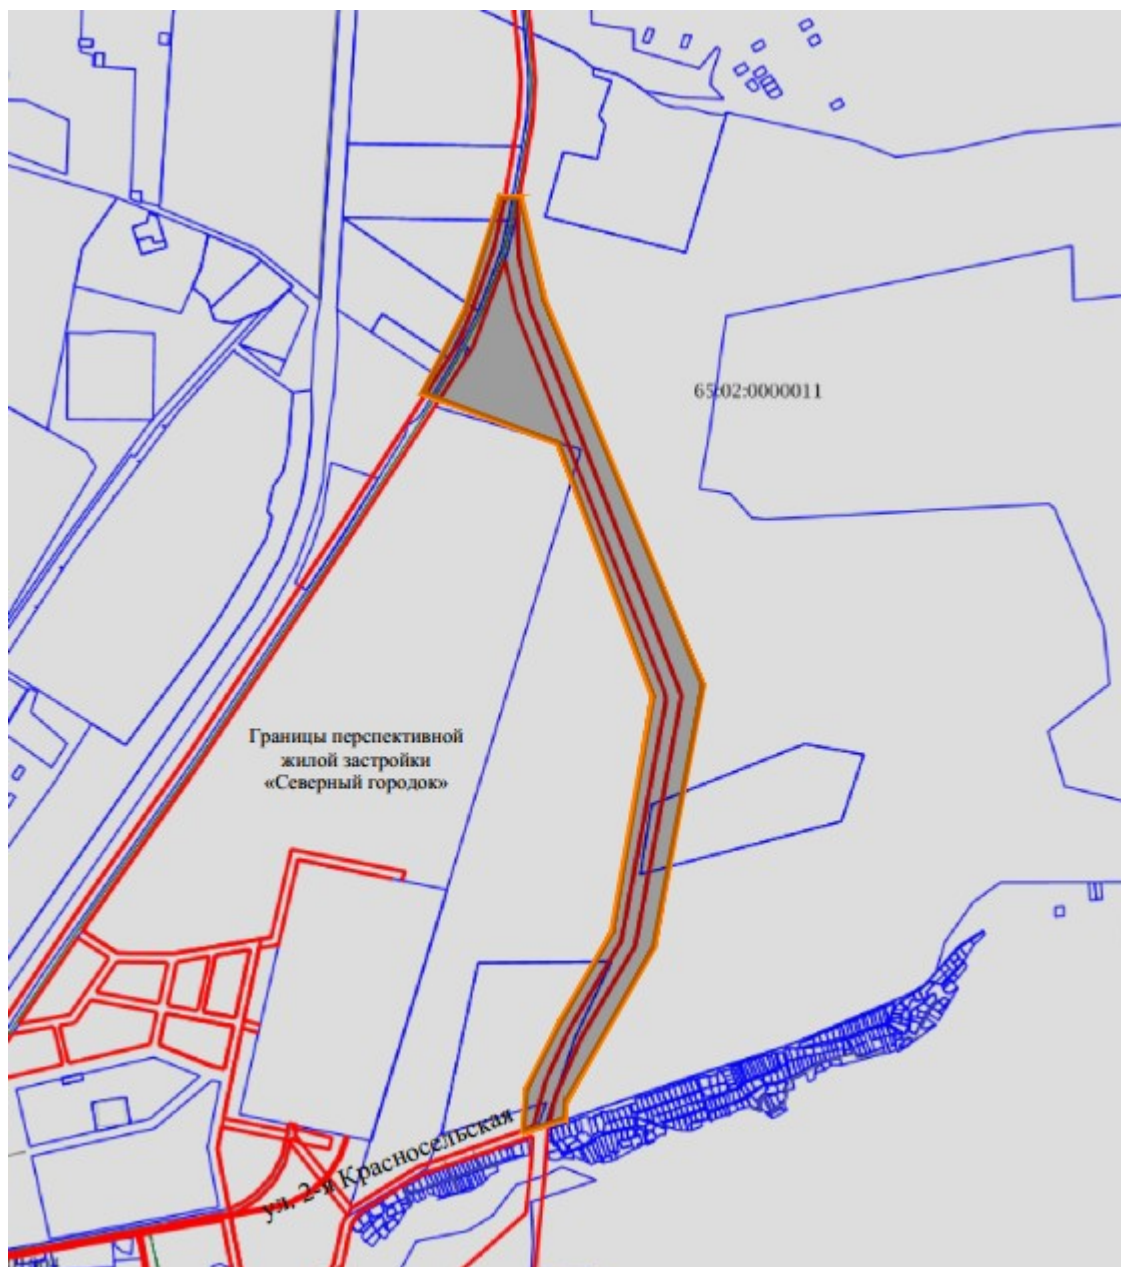 65:02:0000011
Границы перспективной
жилой застройки
«Северный городок»
ул. 2-я Красносельская